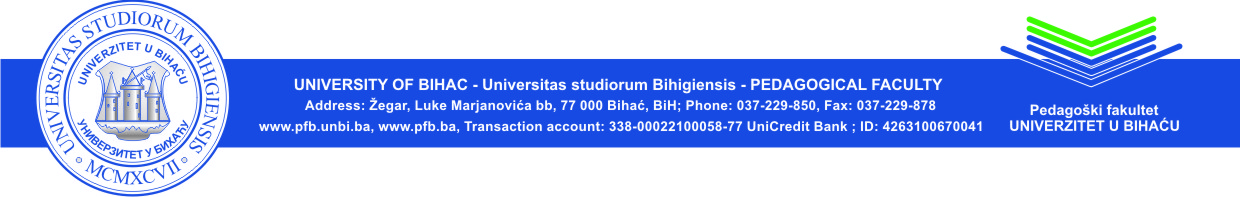 UNIVERSITAS STUDIORUM BIHIGIENSIS
MCMXCVII
UNIVERZITET U BIHAĆU
УНИВЕРЗИТЕТ У БИХАЋУ
UNIVERSITY OF BIHAC - Universitas studiorum Bihigiensis - PEDAGOGICAL FACULTY
Address: Žegar, Luke Marjanovića bb, 77 000 Bihać, BiH; Phone: 037-229-850, Fax: 037-229-878
www.pfb.unbi.ba, www.pfb.ba, Transaction account: 338-00022100058-77 UniCredit Bank ; ID: 4263100670041
Pedagoški fakultet
UNIVERZITET U BIHAĆU